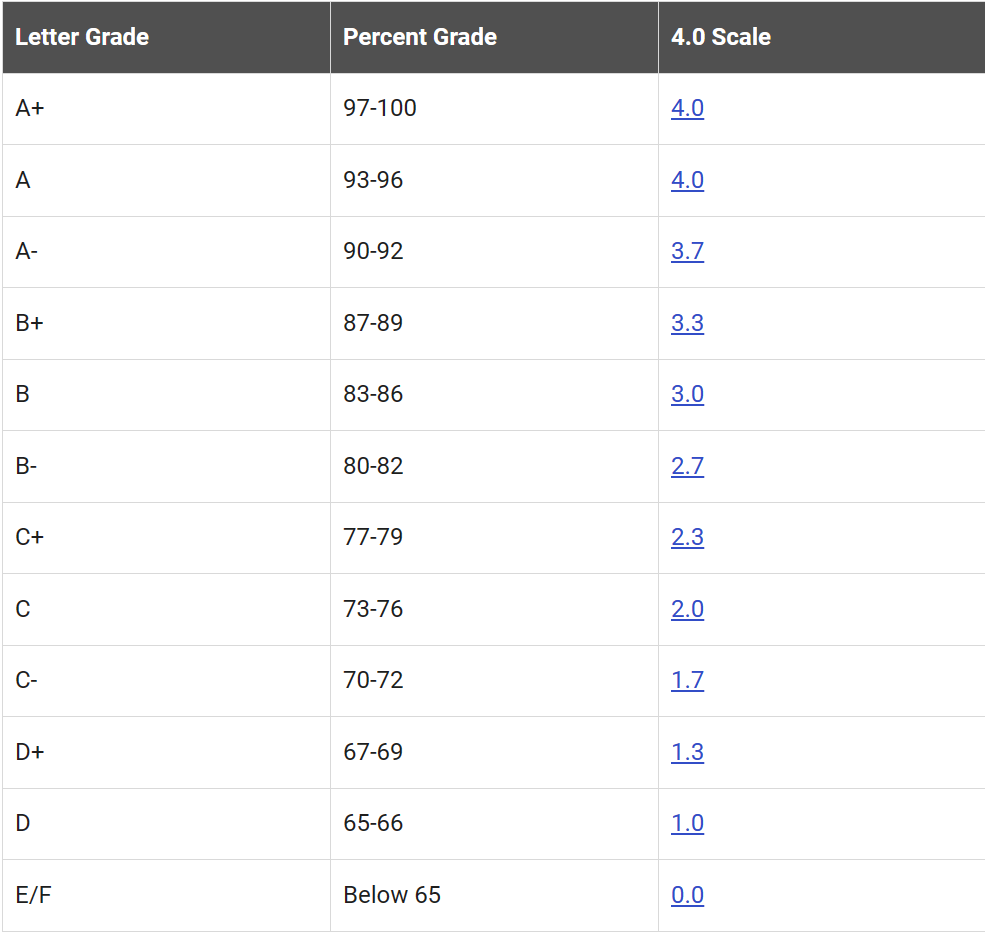 Letter Grade Percent Grade 4.0 Scale
A+ 97-100 4.0
A 93-96 4.0
A- 90-92 3.7
B+ 87-89 3.3
B 83-86 3.0
B- 80-82 2.7
C+ 77-79 2.3
C 73-76 2.0
C- 70-72 1.7
D+ 67-69 1.3
D 65-66 1.0
E/F Below 65 0.0